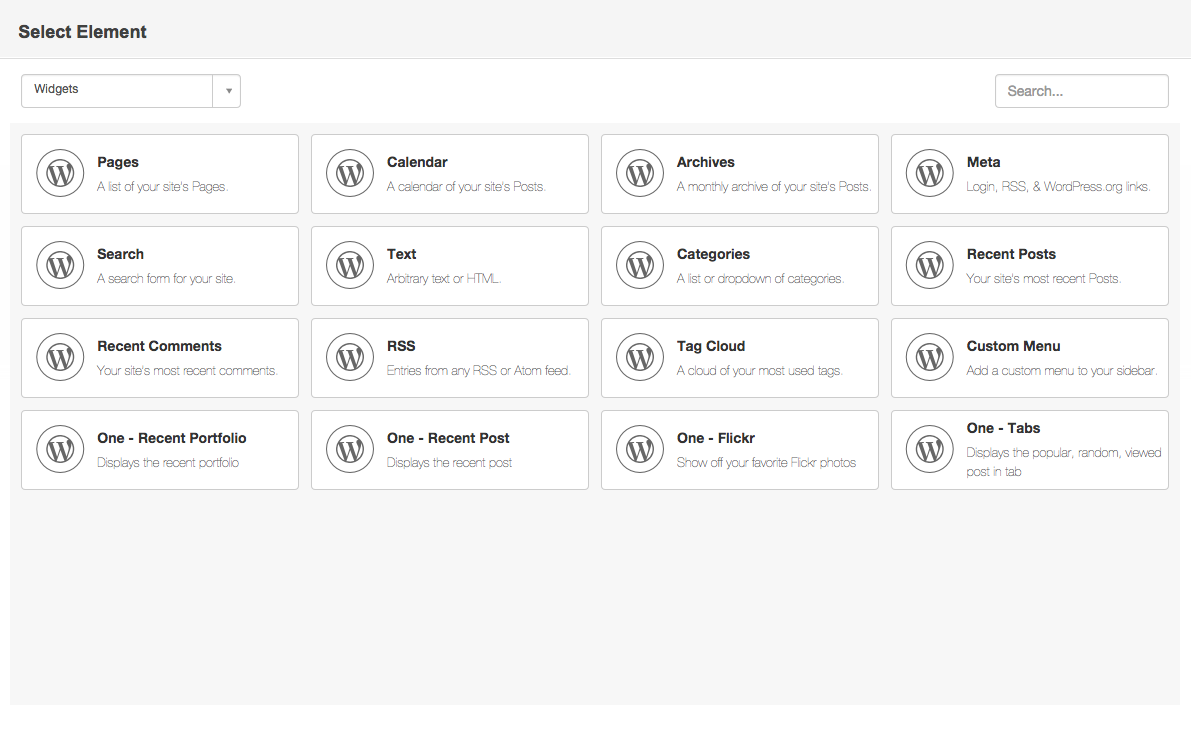 Select Element
Widgets
Search...
Pages
A list of your site's Pages.
Calendar
A calendar of your site's Posts.
Archives
A monthly archive of your site's Posts.
Meta
Login, RSS, & WordPress.org links.
Search
A search form for your site.
Text
Arbitrary text or HTML.
Categories
A list or dropdown of categories.
Recent Posts
Your site's most recent Posts.
Recent Comments
Your site's most recent comments.
RSS
Entries from any RSS or Atom feed.
Tag Cloud
A cloud of your most used tags.
Custom Menu
Add a custom menu to your sidebar.
One - Recent Portfolio
Displays the recent portfolio
One - Recent Post
Displays the recent post
One - Flickr
Show off your favorite Flickr photos
One - Tabs
Displays the popular, random, viewed
post in tab